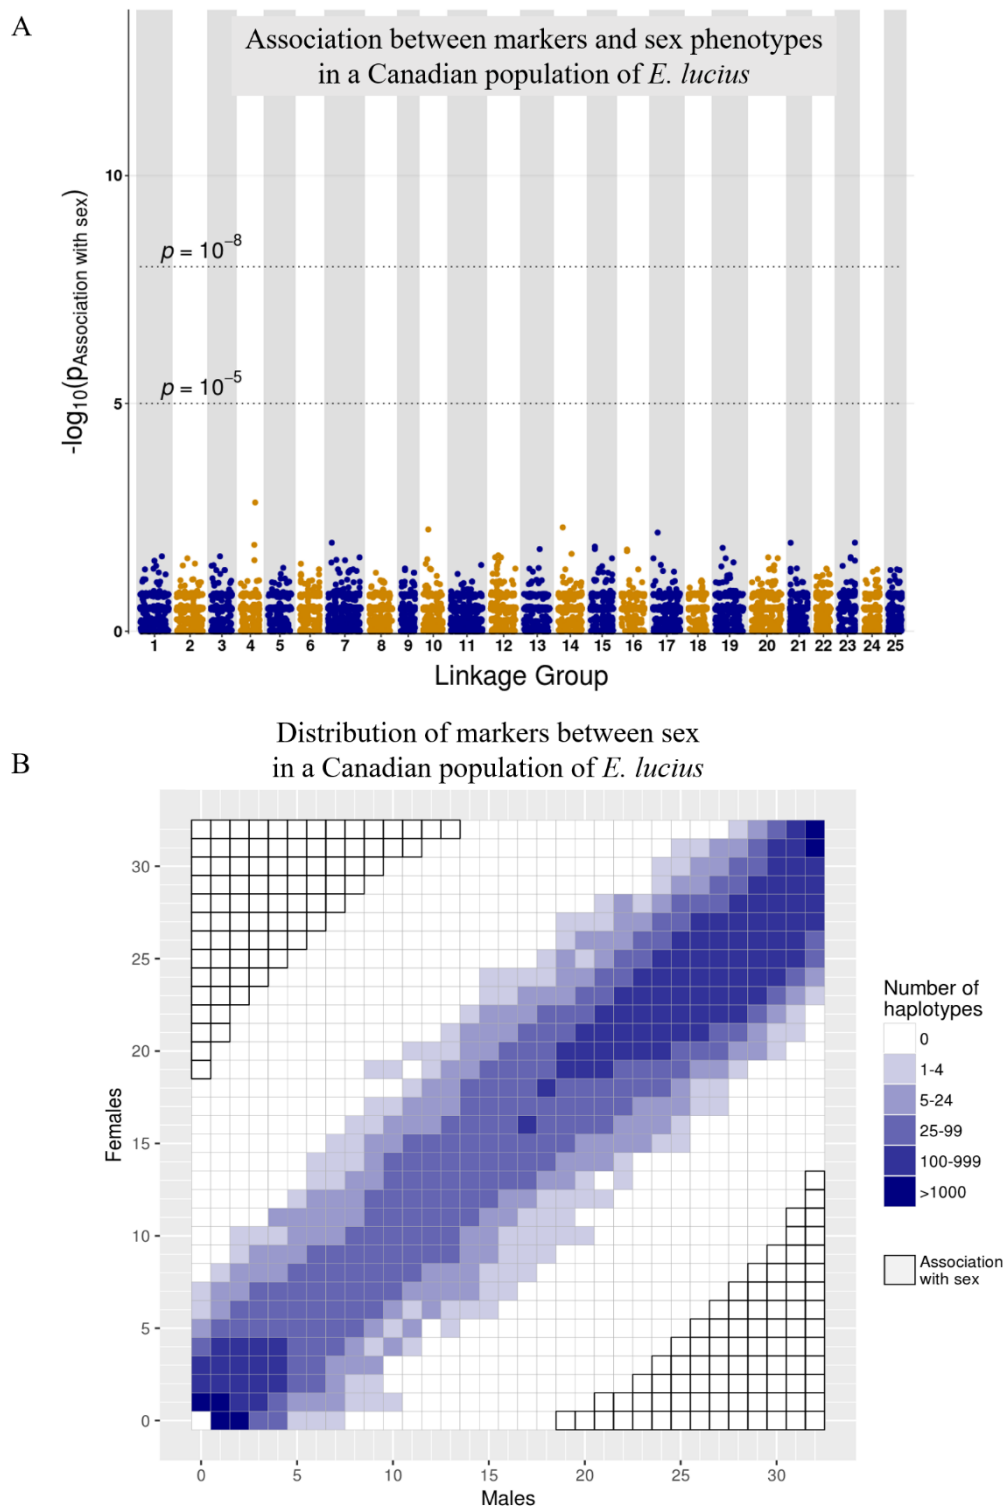 A
Association between markers and sex phenotypes
in a Canadian population of E. lucius
-log10(pAssociation with sex)
10
p = 10−8
p = 10−5
5
0
1 2 3 4 5 6 7 8 9 10 11 12 13 14 15 16 17 18 19 20 21 22 23 24 25
Linkage Group
B
Distribution of markers between sex
in a Canadian population of E. lucius
Females
30
25
20
15
10
5
0
0 5 10 15 20 25 30
Males
Number of
haplotypes
0
1-4
5-24
25-99
100-999
>1000
Association
with sex